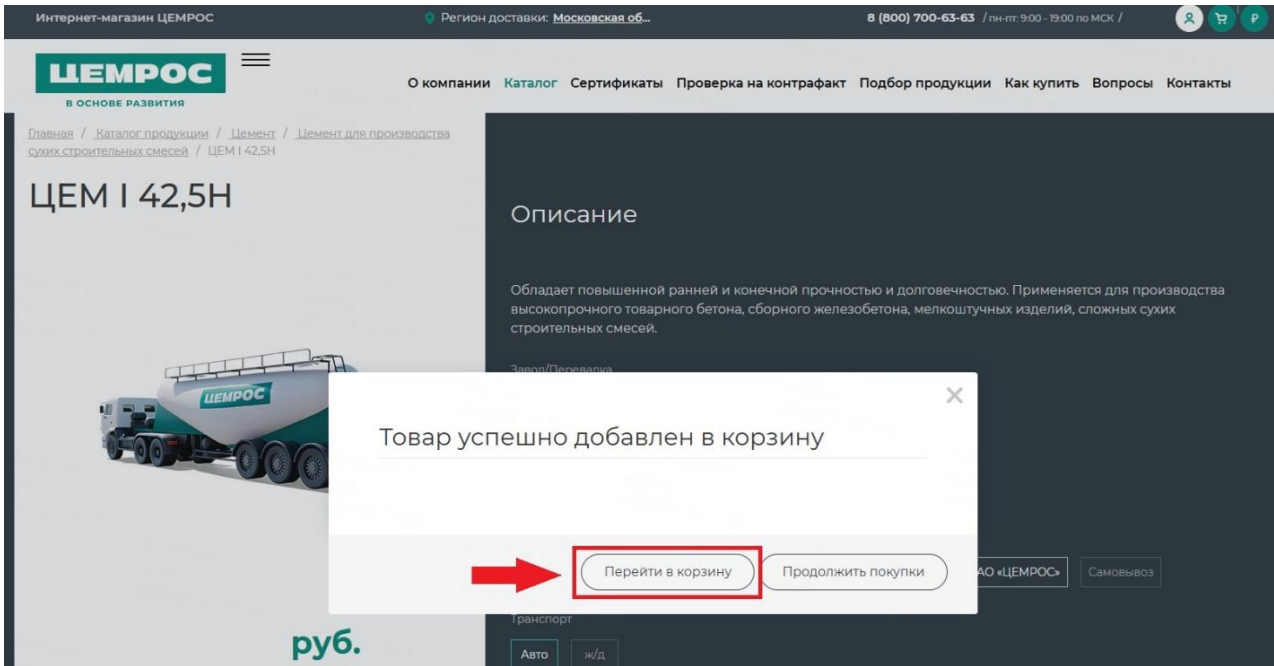 Интернет-магазин ЦЕМРОС
Регион доставки: Московская об...
8 (800) 700-63-63 / пн-пт: 9:00 - 19:00 по МСК /
ЦЕМРОС
В ОСНОВЕ РАЗВИТИЯ
О компании Каталог Сертификаты Проверка на контрафакт Подбор продукции Как купить Вопросы Контакты
Главная / Каталог продукции / Цемент / Цемент для производства
сухих строительных смесей / ЦЕМ I 42,5Н
ЦЕМ I 42,5Н
ЦЕМРОС
руб.
Описание
Обладает повышенной ранней и конечной прочностью и долговечностью. Применяется для производства
высокопрочного товарного бетона, сборного железобетона, мелкоштучных изделий, сложных сухих
строительных смесей.
Завод/Перевалка
Товар успешно добавлен в корзину
Перейти в корзину
Продолжить покупки
АО «ЦЕМРОС»
Самовывоз
Транспорт
Авто
ж/д